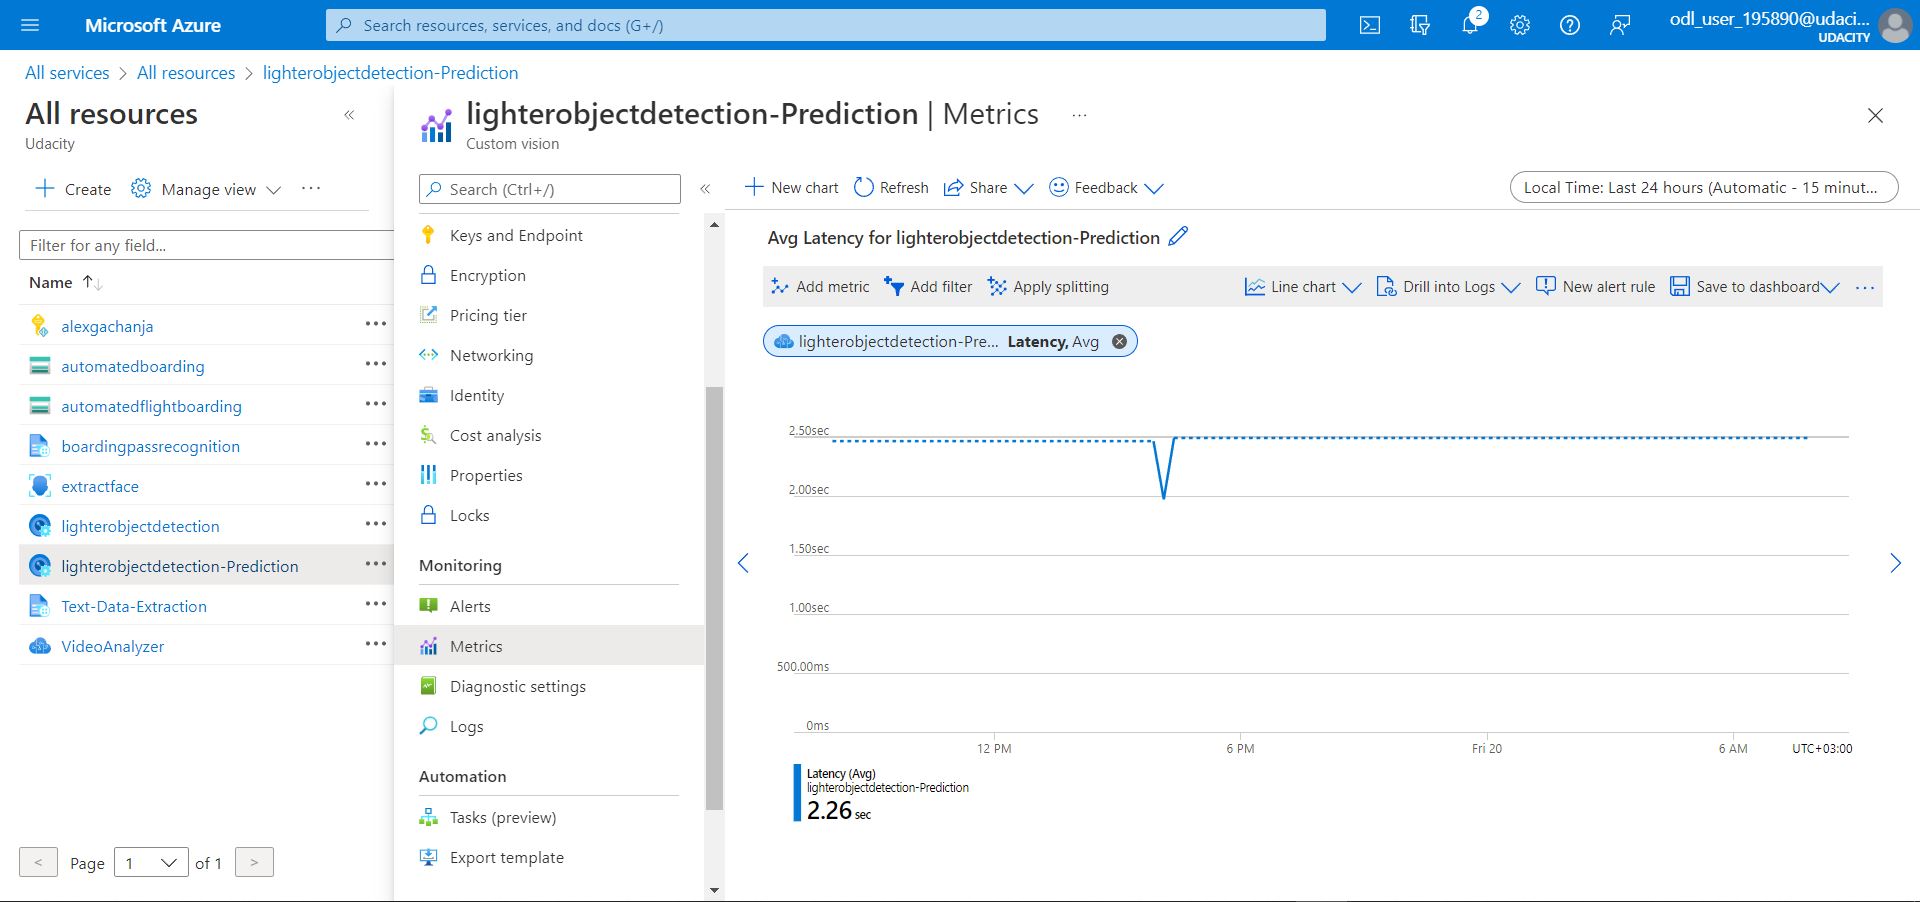 Microsoft Azure
Search resources, services, and docs (G+/)
2
odl_user_195890@udaci...
UDACITY
All services > All resources > lighterobjectdetection-Prediction
All resources
«
Udacity
Create
Manage view
...
Filter for any field...
Name ↑↓
alexgachanja
automatedboarding
automatedflightboarding
boardingpassrecognition
extractface
lighterobjectdetection
lighterobjectdetection-Prediction
Text-Data-Extraction
VideoAnalyzer
< Page 1 of 1 >
lighterobjectdetection-Prediction | Metrics ...
Custom vision
Search (Ctrl+/)
«
Keys and Endpoint
Encryption
Pricing tier
Networking
Identity
Cost analysis
Properties
Locks
Monitoring
Alerts
Metrics
Diagnostic settings
Logs
Automation
Tasks (preview)
Export template
New chart
Refresh
Share
Feedback
Local Time: Last 24 hours (Automatic - 15 minut...
Avg Latency for lighterobjectdetection-Prediction
Add metric
Add filter
Apply splitting
Line chart
Drill into Logs
New alert rule
Save to dashboard
...
lighterobjectdetection-Pre... Latency, Avg
2.50sec
2.00sec
1.50sec
1.00sec
500.00ms
0ms
12 PM
6 PM
Fri 20
6 AM
UTC+03:00
Latency (Avg)
lighterobjectdetection-Prediction
2.26 sec